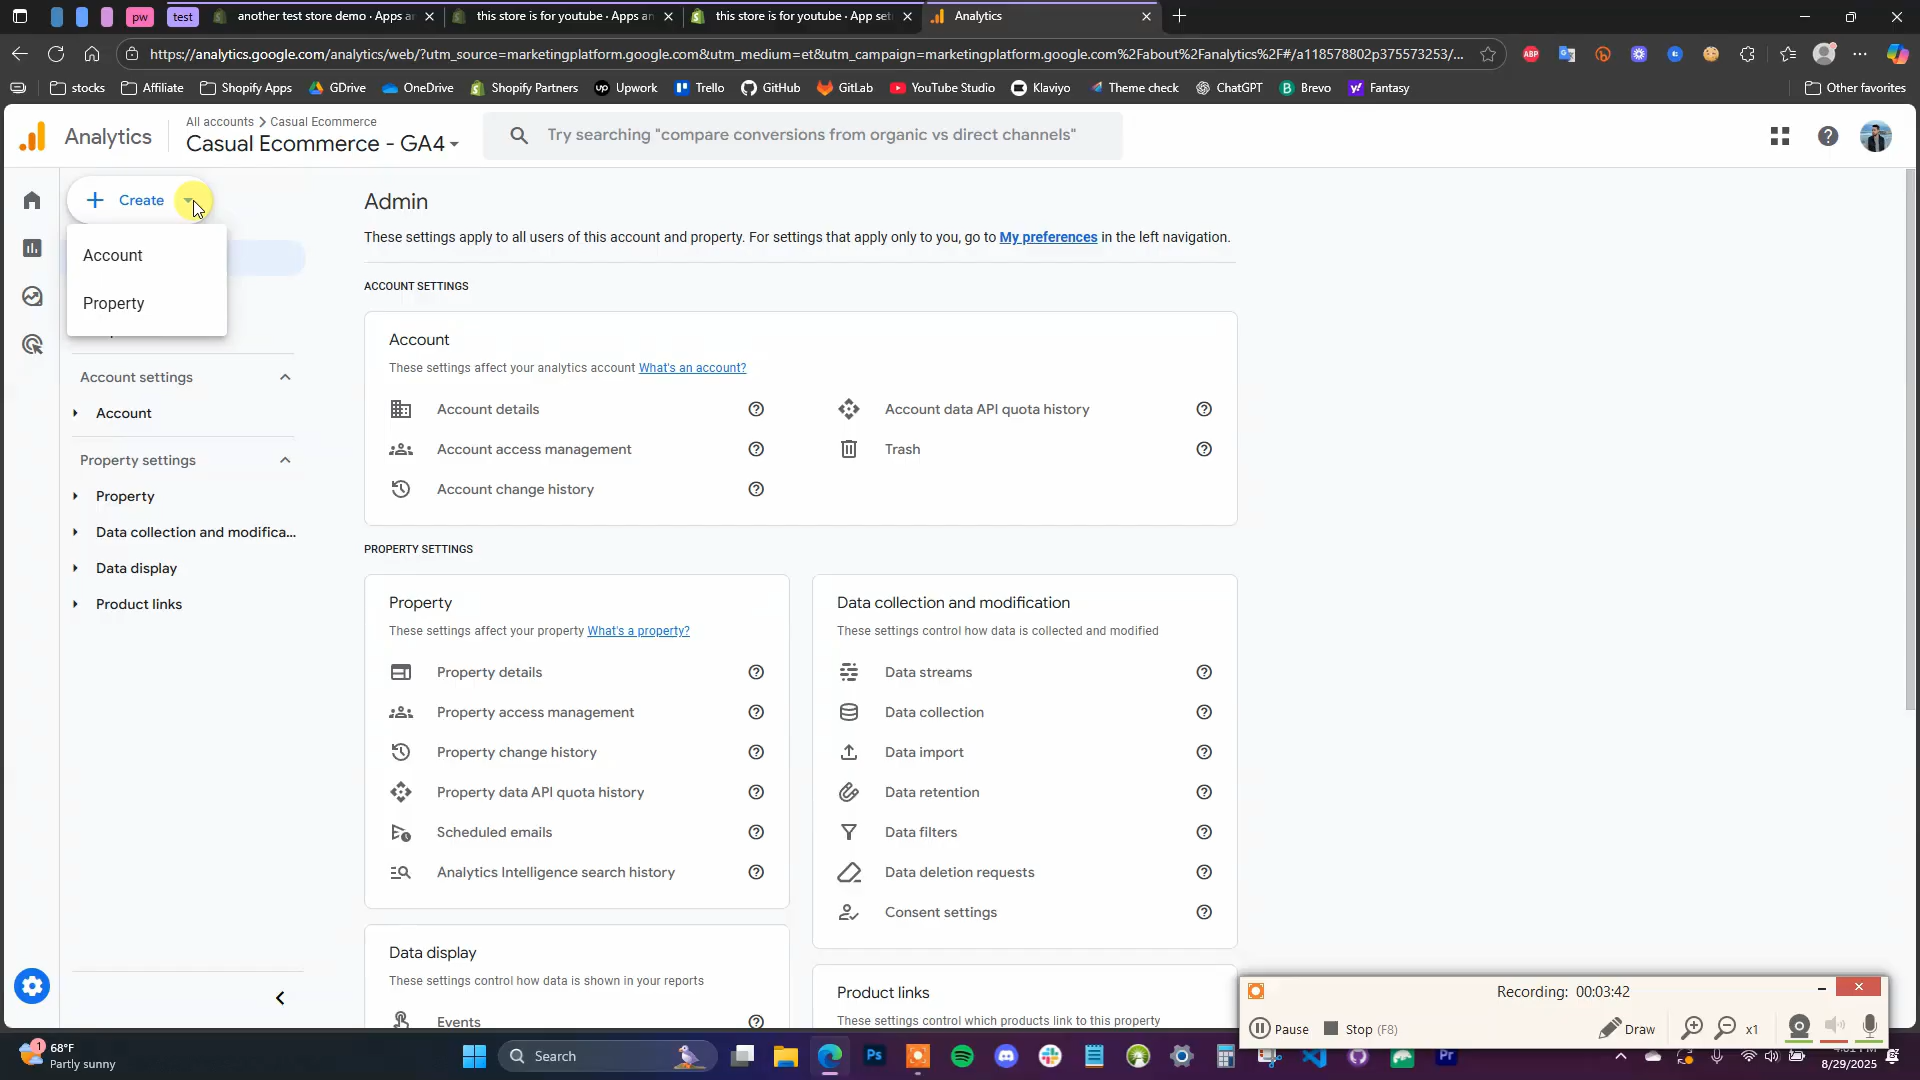 pw
test
another test store demo · Apps ar
this store is for youtube · Apps an
this store is for youtube · App set
Analytics
https://analytics.google.com/analytics/web/?utm_source=marketingplatform.google.com&utm_medium=et&utm_campaign=marketingplatform.google.com%2Fabout%2Fanalytics%2F#/a118578802p375573253/...
ABP
stocks
Affiliate
Shopify Apps
GDrive
OneDrive
Shopify Partners
Upwork
Trello
GitHub
GitLab
YouTube Studio
Klaviyo
Theme check
ChatGPT
Brevo
Fantasy
Other favorites
Analytics
All accounts > Casual Ecommerce
Casual Ecommerce - GA4
Try searching "compare conversions from organic vs direct channels"
Create
Account
Property
Account settings
Account
Property settings
Property
Data collection and modifica...
Data display
Product links
Admin
These settings apply to all users of this account and property. For settings that apply only to you, go to My preferences in the left navigation.
ACCOUNT SETTINGS
Account
These settings affect your analytics account What's an account?
Account details
Account access management
Account change history
Account data API quota history
Trash
PROPERTY SETTINGS
Property
These settings affect your property What's a property?
Property details
Property access management
Property change history
Property data API quota history
Scheduled emails
Analytics Intelligence search history
Data collection and modification
These settings control how data is collected and modified
Data streams
Data collection
Data import
Data retention
Data filters
Data deletion requests
Consent settings
Data display
These settings control how data is shown in your reports
Events
Product links
These settings control which products link to this property
Recording: 00:03:42
Pause
Stop (F8)
Draw
x1
1
68°F
Partly sunny
Search
Ps
Pr
8/29/2025